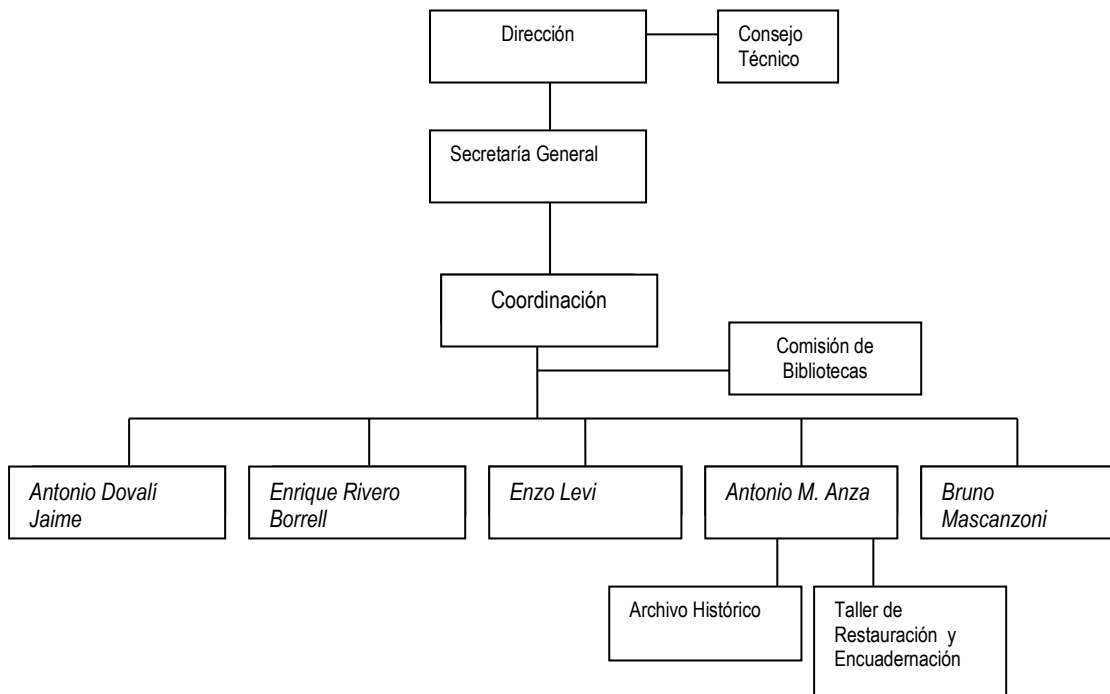 Dirección
Consejo
Técnico
Secretaría General
Coordinación
Comisión de
Bibliotecas
Antonio Dovalí
Jaime
Enrique Rivero
Borrell
Enzo Levi
Antonio M. Anza
Bruno
Mascanzoni
Archivo Histórico
Taller de
Restauración y
Encuadernación